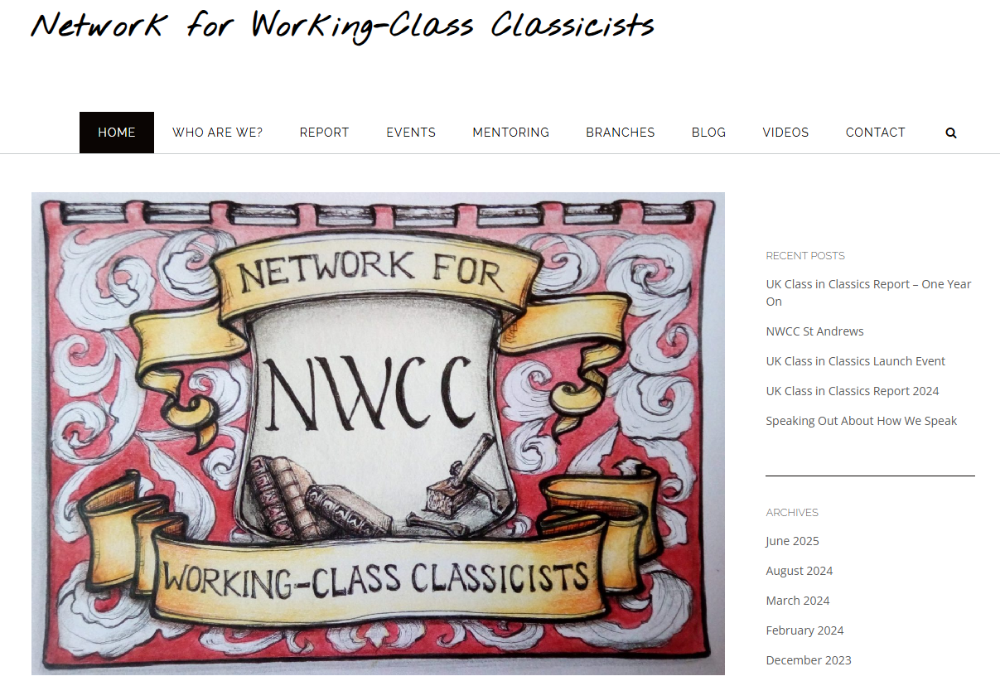 Network for Working-Class Classicists
HOME WHO ARE WE? REPORT EVENTS MENTORING BRANCHES BLOG VIDEOS CONTACT
NETWORK FOR
NWCC
WORKING-CLASS CLASSICISTS
RECENT POSTS
UK Class in Classics Report – One Year
On
NWCC St Andrews
UK Class in Classics Launch Event
UK Class in Classics Report 2024
Speaking Out About How We Speak
ARCHIVES
June 2025
August 2024
March 2024
February 2024
December 2023